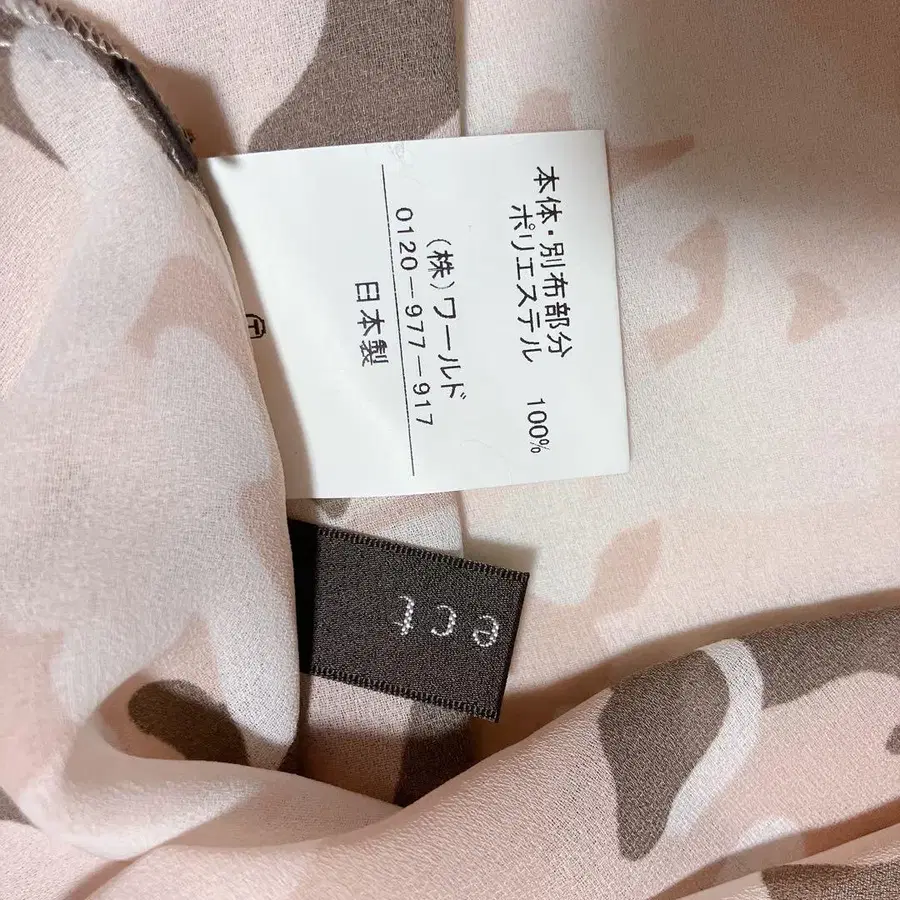 本体・別布部分
ポリエステル 100%
(株)ワールド
0120-977-917
日本製
ect
T